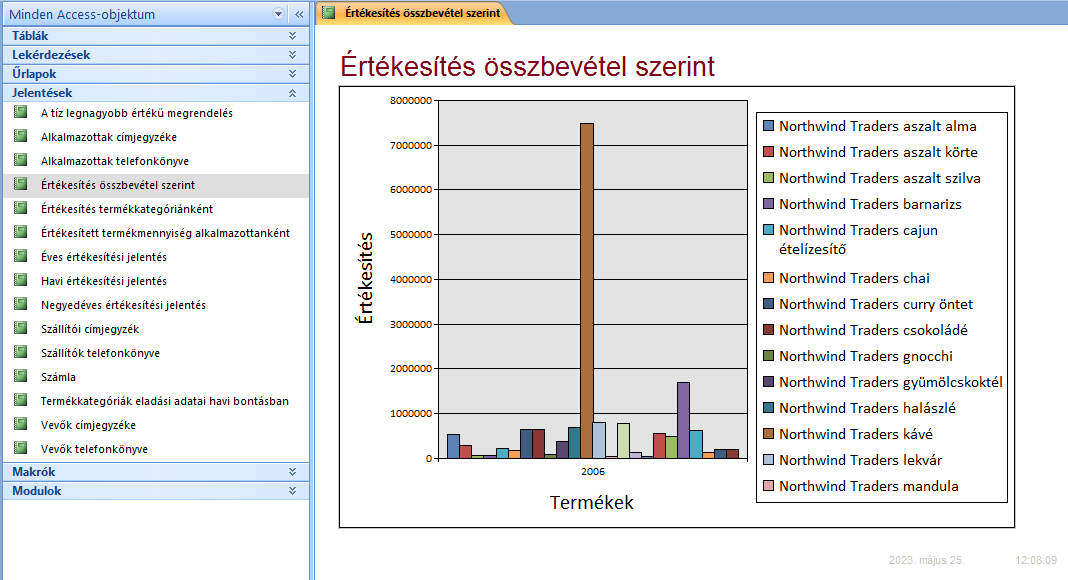 Minden Access-objektum
Táblák
Lekérdezések
Űrlapok
Jelentések
A tíz legnagyobb értékű megrendelés
Alkalmazottak címjegyzéke
Alkalmazottak telefonkönyve
Értékesítés összbevétel szerint
Értékesítés termékkategóriánként
Értékesített termékmennyiség alkalmazottanként
Éves értékesítési jelentés
Havi értékesítési jelentés
Negyedéves értékesítési jelentés
Szállítói címjegyzék
Szállítók telefonkönyve
Számla
Termékkategóriák eladási adatai havi bontásban
Vevők címjegyzéke
Vevők telefonkönyve
Makrók
Modulok
Értékesítés összbevétel szerint
Értékesítés összbevétel szerint
Értékesítés
8000000
7000000
6000000
5000000
4000000
3000000
2000000
1000000
0
2006
Termékek
Northwind Traders aszalt alma
Northwind Traders aszalt körte
Northwind Traders aszalt szilva
Northwind Traders barnarizs
Northwind Traders cajun
ételízesítő
Northwind Traders chai
Northwind Traders curry öntet
Northwind Traders csokoládé
Northwind Traders gnocchi
Northwind Traders gyümölcskoktél
Northwind Traders halászlé
Northwind Traders kávé
Northwind Traders lekvár
Northwind Traders mandula
2023. május 25. 12:08:09